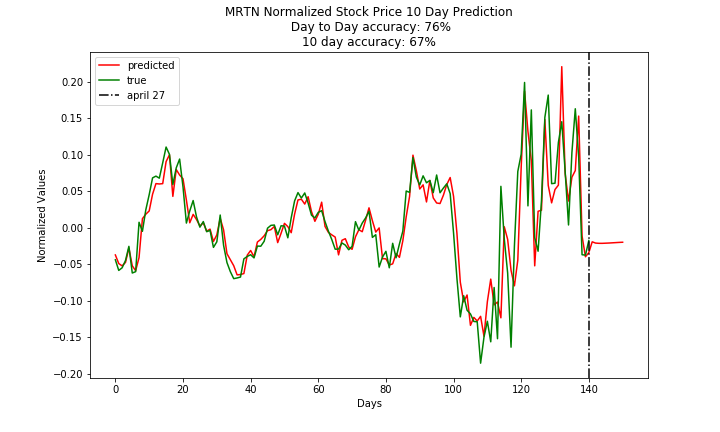 MRTN Normalized Stock Price 10 Day Prediction
Day to Day accuracy: 76%
10 day accuracy: 67%
predicted
true
april 27
Normalized Values
0.20
0.15
0.10
0.05
0.00
−0.05
−0.10
−0.15
−0.20
0 20 40 60 80 100 120 140
Days